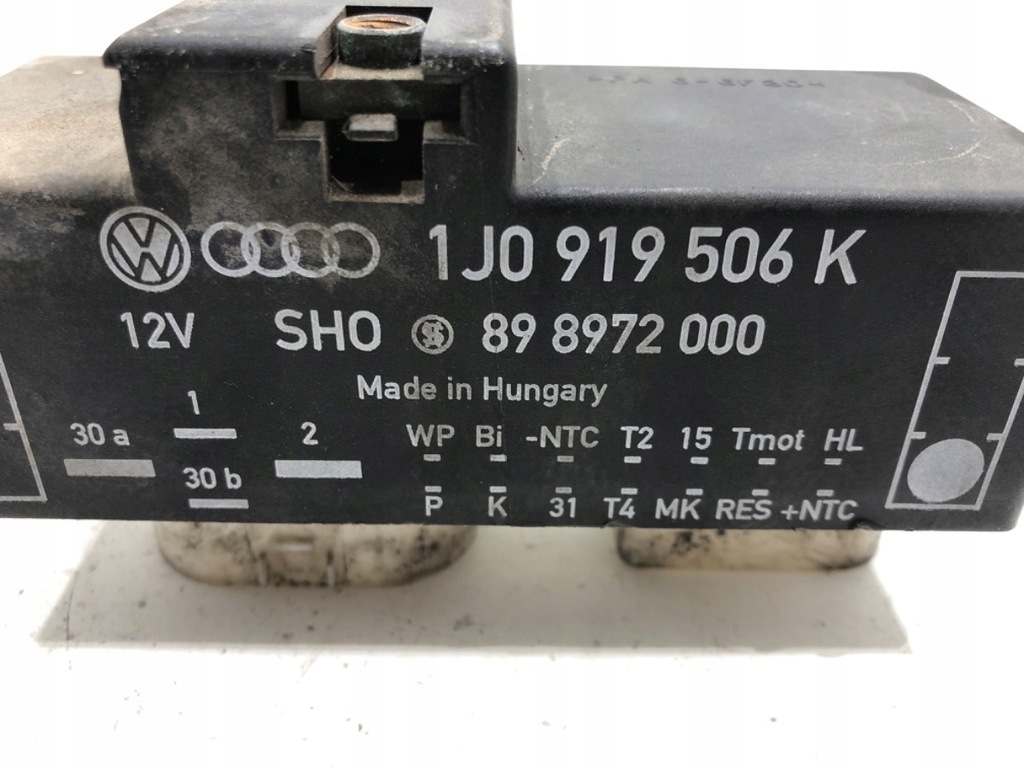 1J0 919 506 K
12V SHO 89 8972 000
Made in Hungary
1
30 a 2 WP Bi -NTC T2 15 Tmot HL
30 b
P K 31 T4 MK RES +NTC